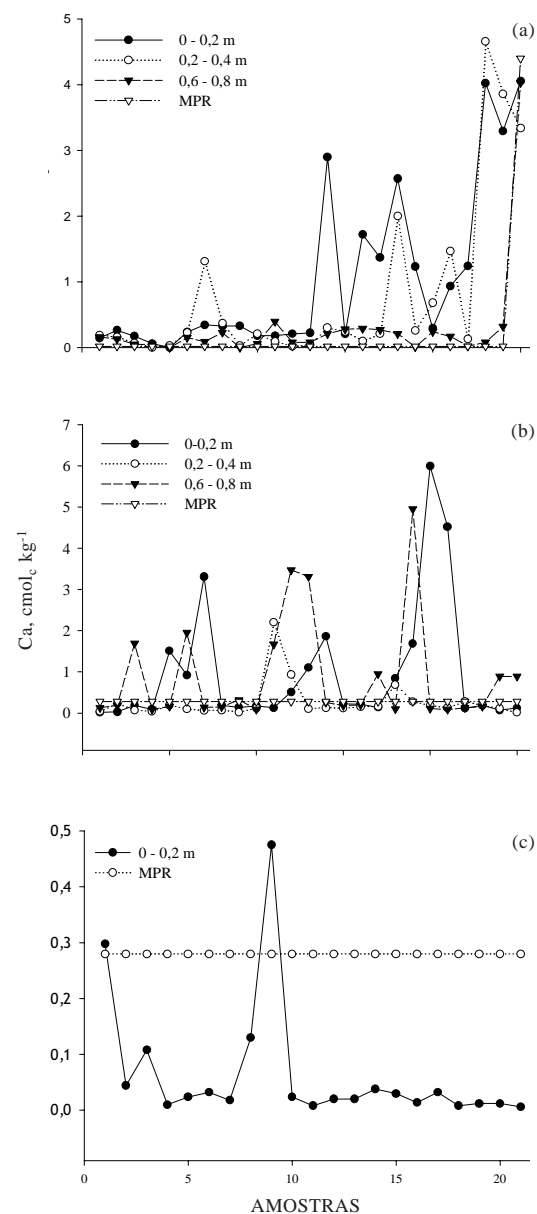 (a)
5
4
3
2
1
0
0 - 0,2 m
0,2 - 0,4 m
0,6 - 0,8 m
MPR
(b)
7
6
5
4
3
2
1
0
0-0,2 m
0,2 - 0,4 m
0,6 - 0,8 m
MPR
Ca, cmolc kg-1
(c)
0,5
0,4
0,3
0,2
0,1
0,0
0 - 0,2 m
MPR
0 5 10 15 20
AMOSTRAS